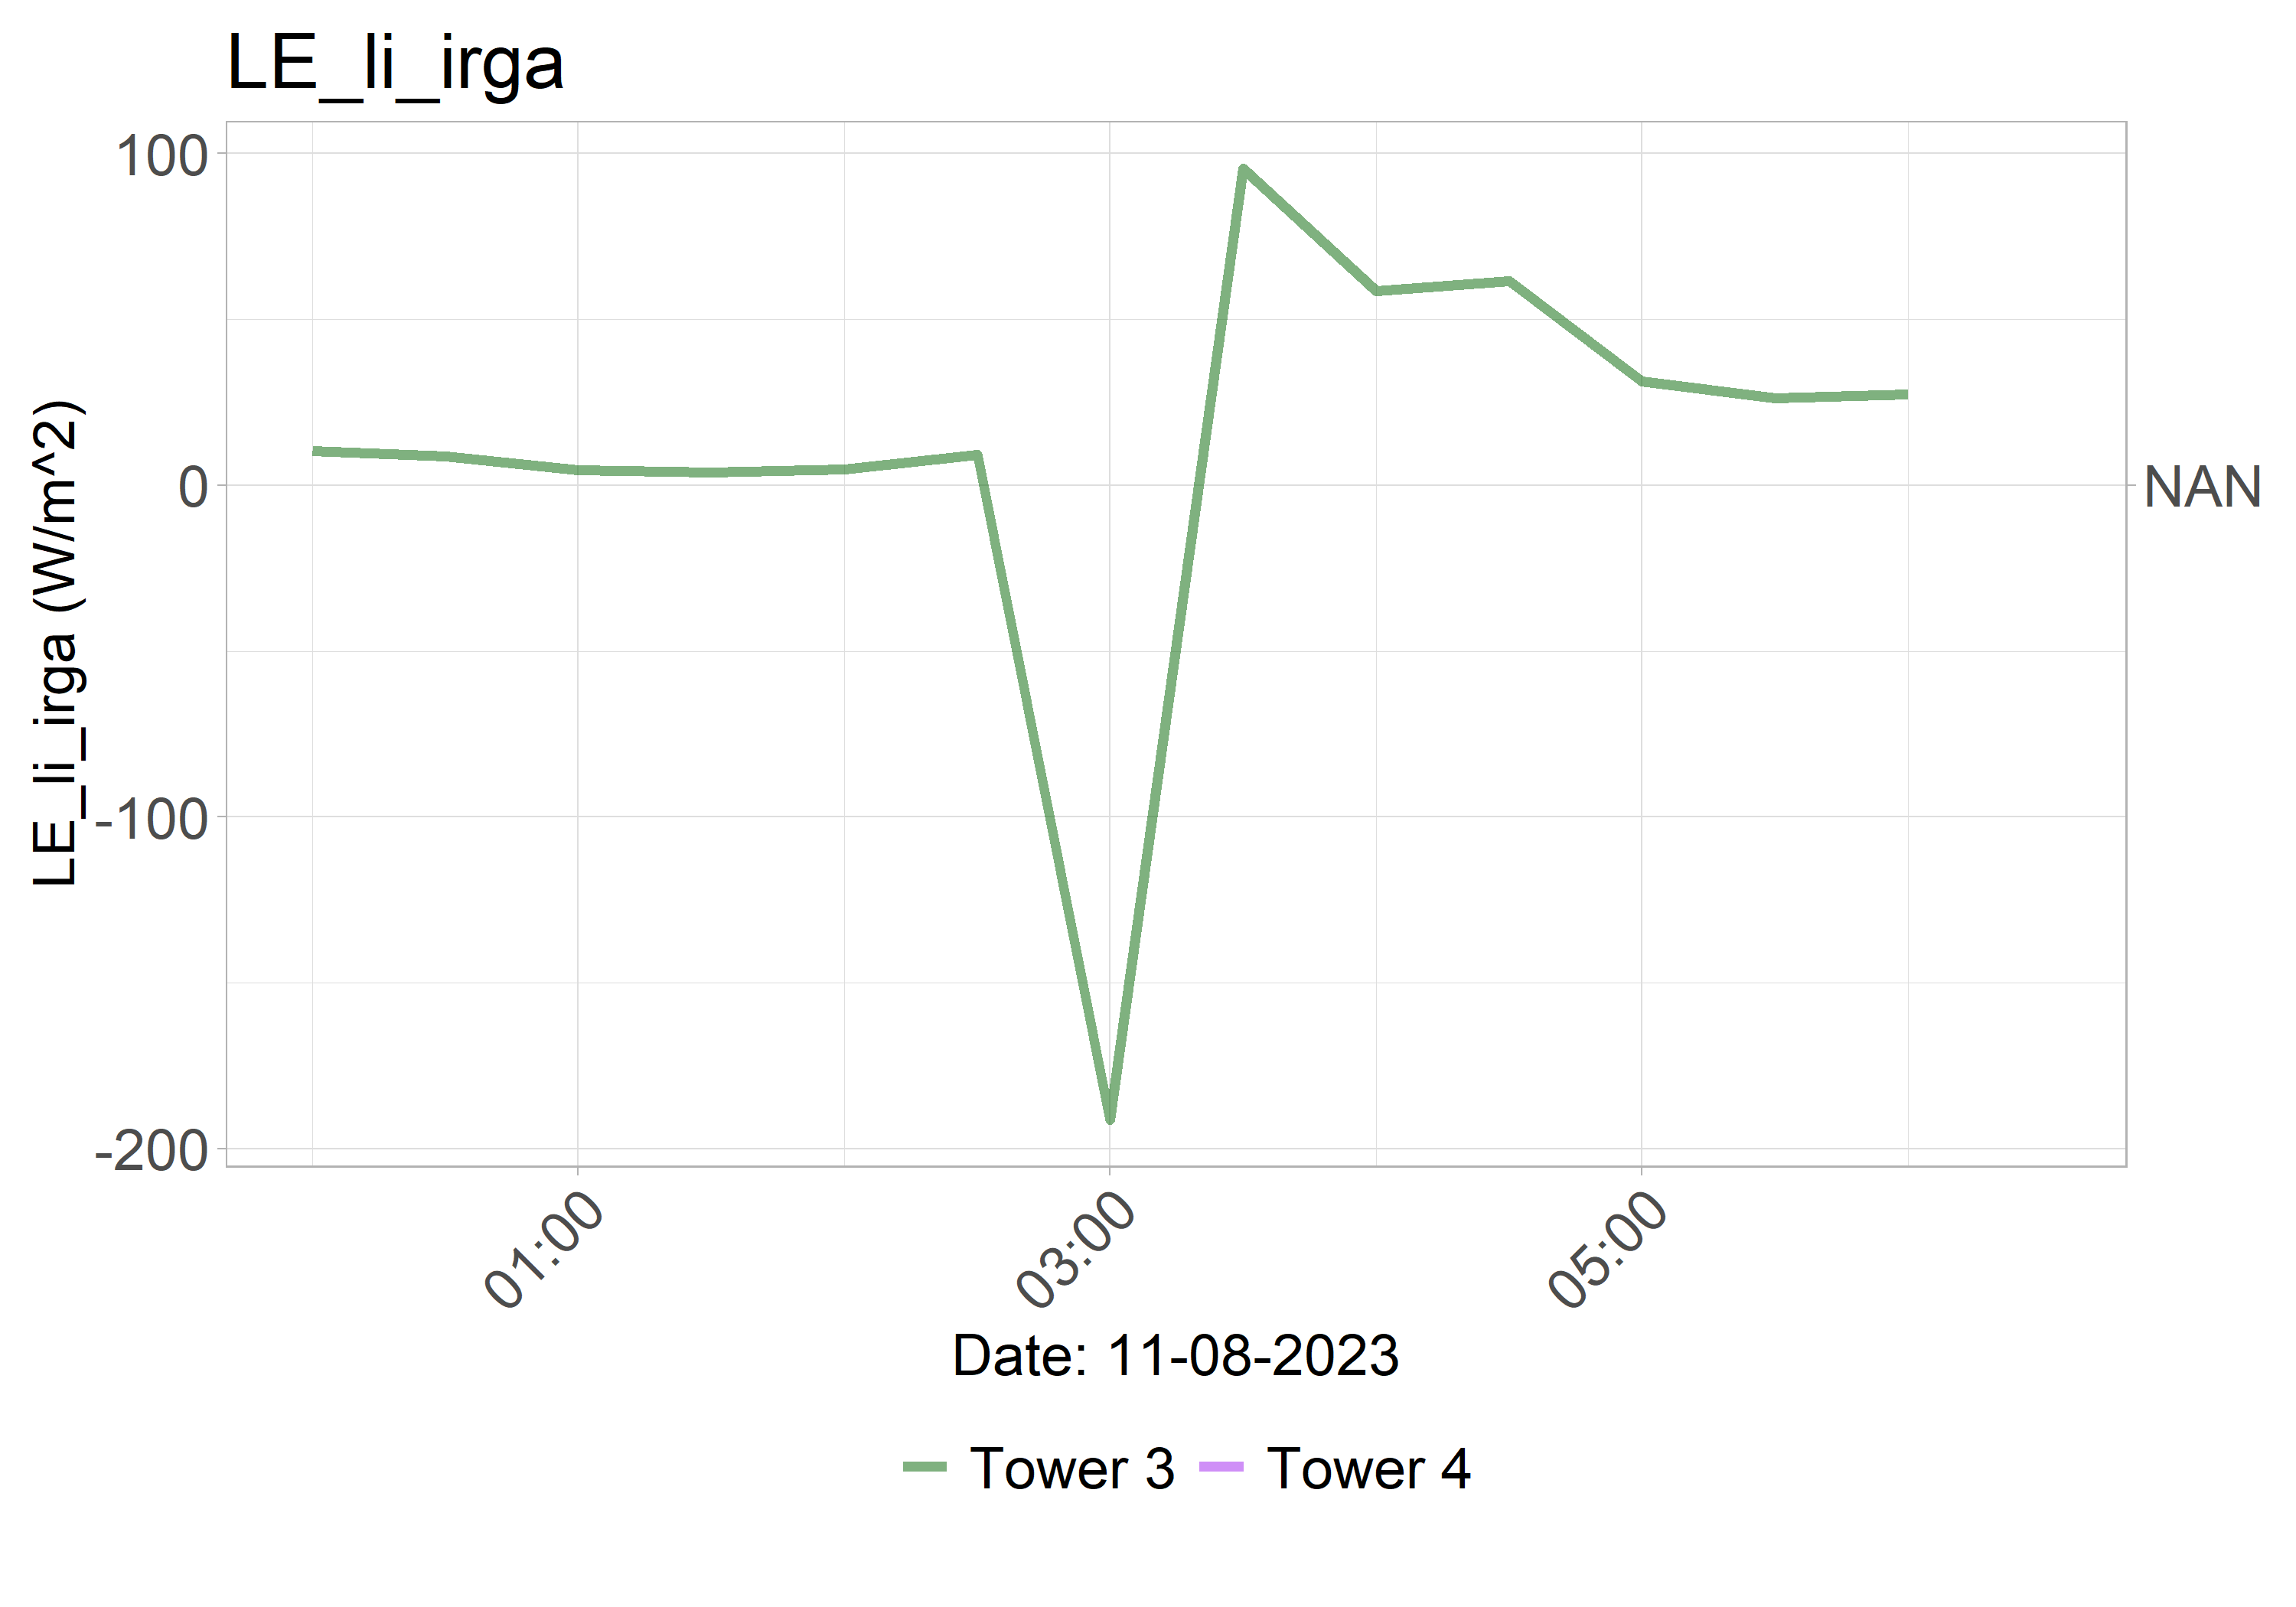 LE_li_irga
100
0
-100
-200
LE_li_irga (W/m^2)
NAN
01:00
03:00
05:00
Date: 11-08-2023
Tower 3
Tower 4